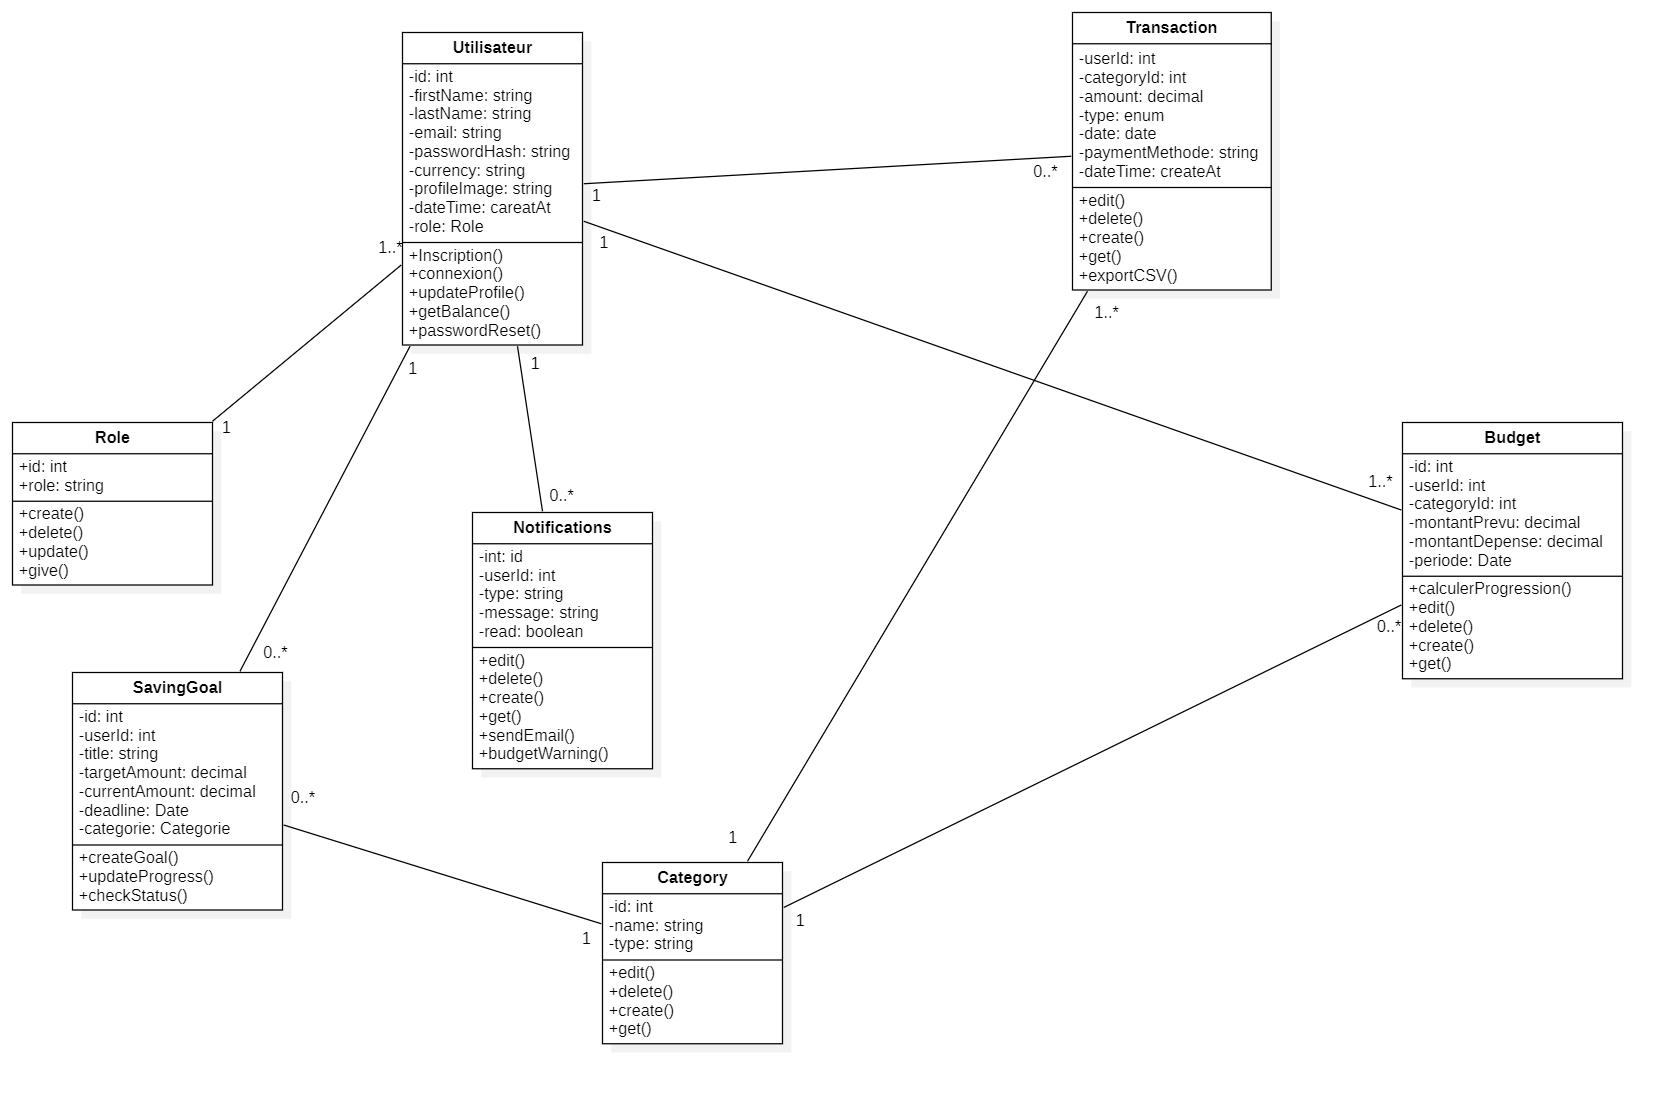 Utilisateur
-id: int
-firstName: string
-lastName: string
-email: string
-passwordHash: string
-currency: string
-profileImage: string
-dateTime: careatAt
-role: Role
+Inscription()
+connexion()
+updateProfile()
+getBalance()
+passwordReset()
Transaction
-userId: int
-categoryId: int
-amount: decimal
-type: enum
-date: date
-paymentMethode: string
-dateTime: createAt
+edit()
+delete()
+create()
+get()
+exportCSV()
1
0..*
1
1..*
1..*
1
1
1
Role
+id: int
+role: string
+create()
+delete()
+update()
+give()
Budget
-id: int
-userId: int
-categoryId: int
-montantPrevu: decimal
-montantDepense: decimal
-periode: Date
+calculerProgression()
+edit()
+delete()
+create()
+get()
1..*
0..*
0..*
Notifications
-int: id
-userId: int
-type: string
-message: string
-read: boolean
+edit()
+delete()
+create()
+get()
+sendEmail()
+budgetWarning()
0..*
SavingGoal
-id: int
-userId: int
-title: string
-targetAmount: decimal
-currentAmount: decimal
-deadline: Date
-categorie: Categorie
+createGoal()
+updateProgress()
+checkStatus()
0..*
1
1
1
Category
-id: int
-name: string
-type: string
+edit()
+delete()
+create()
+get()